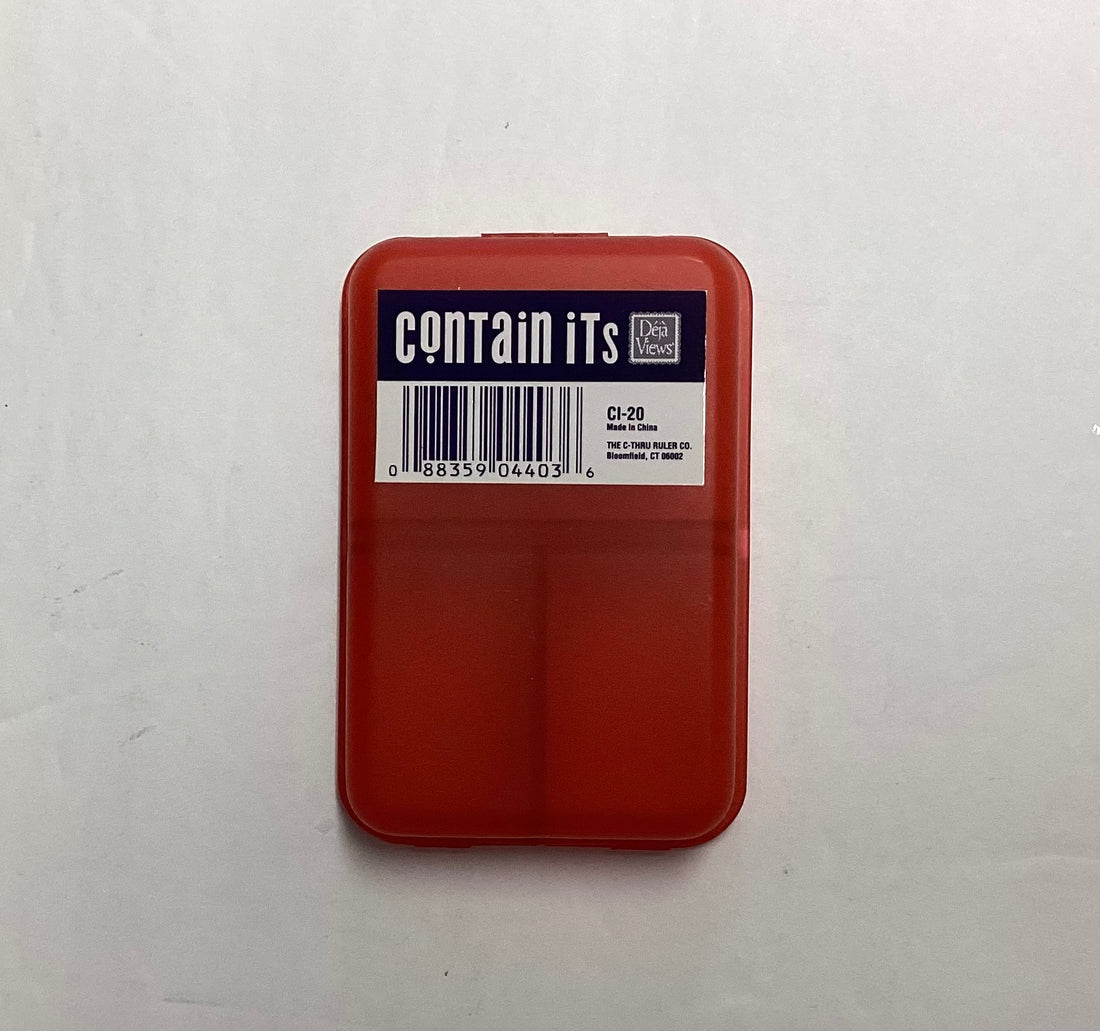 Contain iTs
Déjà
Views
0 88359 04403 6
CI-20
Made in China
THE C-THRU RULER CO.
Bloomfield, CT 06002